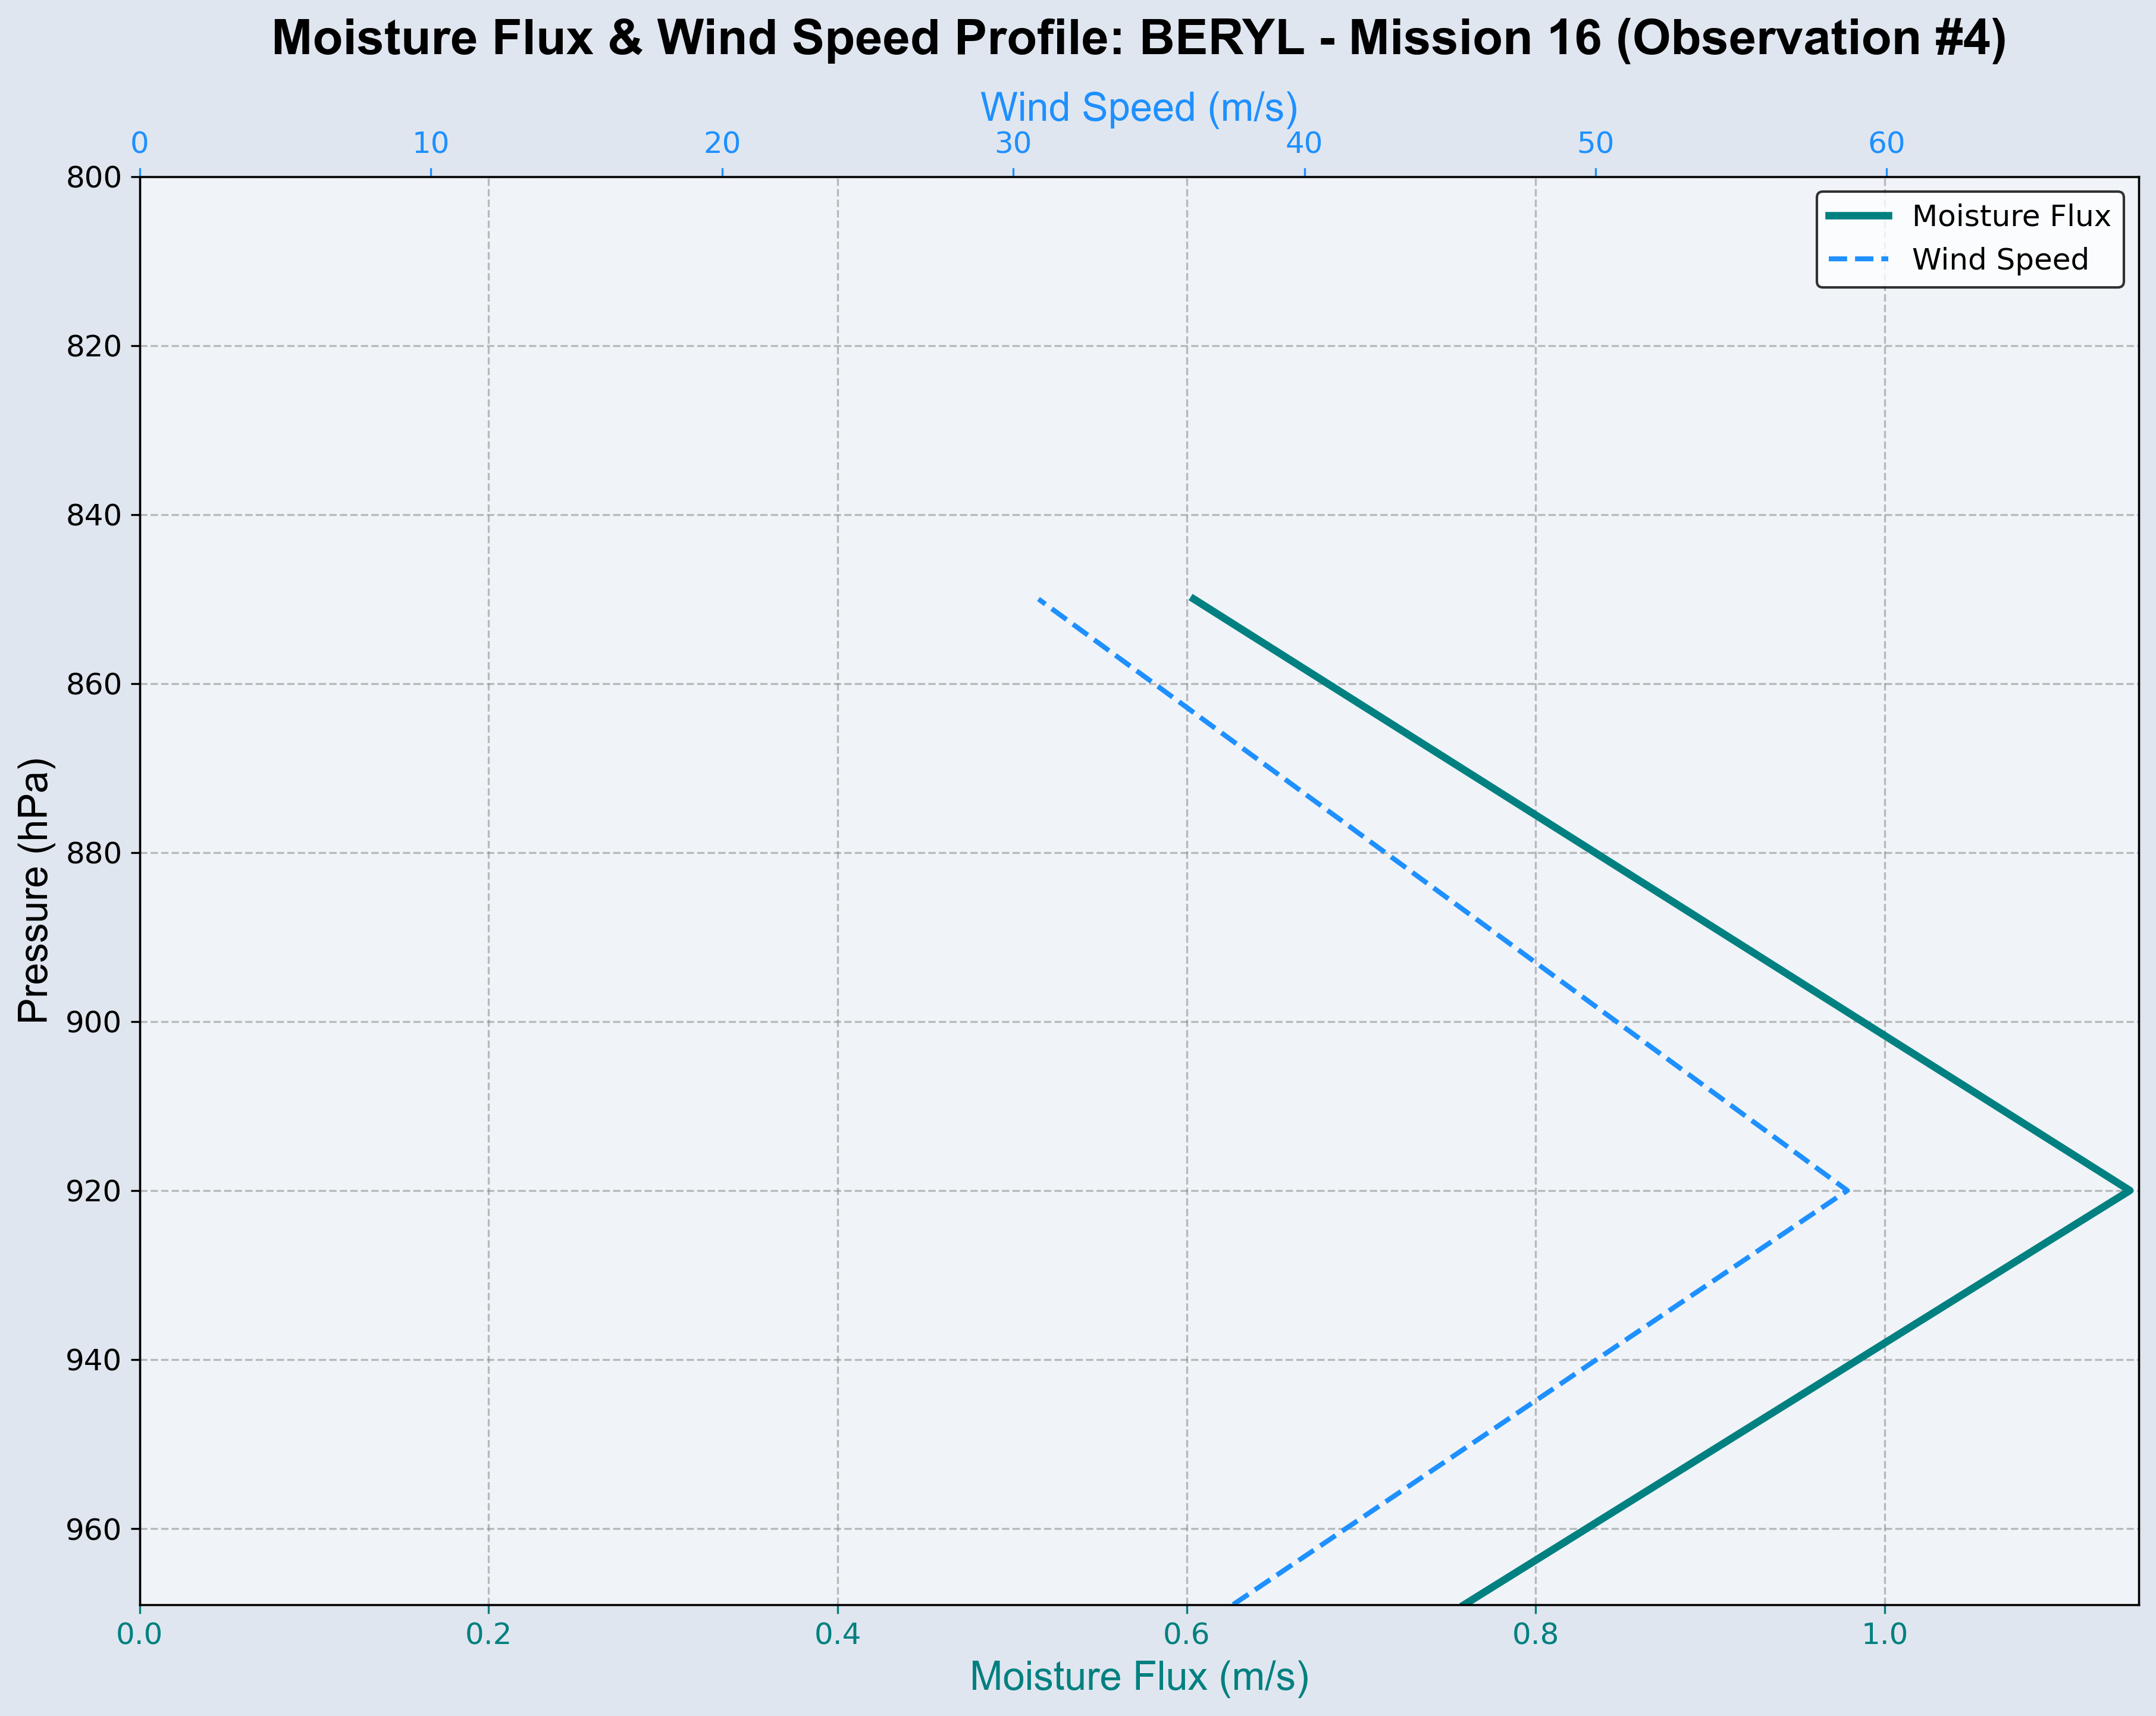 Moisture Flux & Wind Speed Profile: BERYL - Mission 16 (Observation #4)
Wind Speed (m/s)
0 10 20 30 40 50 60
Moisture Flux
Wind Speed
Pressure (hPa)
800
820
840
860
880
900
920
940
960
0.0 0.2 0.4 0.6 0.8 1.0
Moisture Flux (m/s)